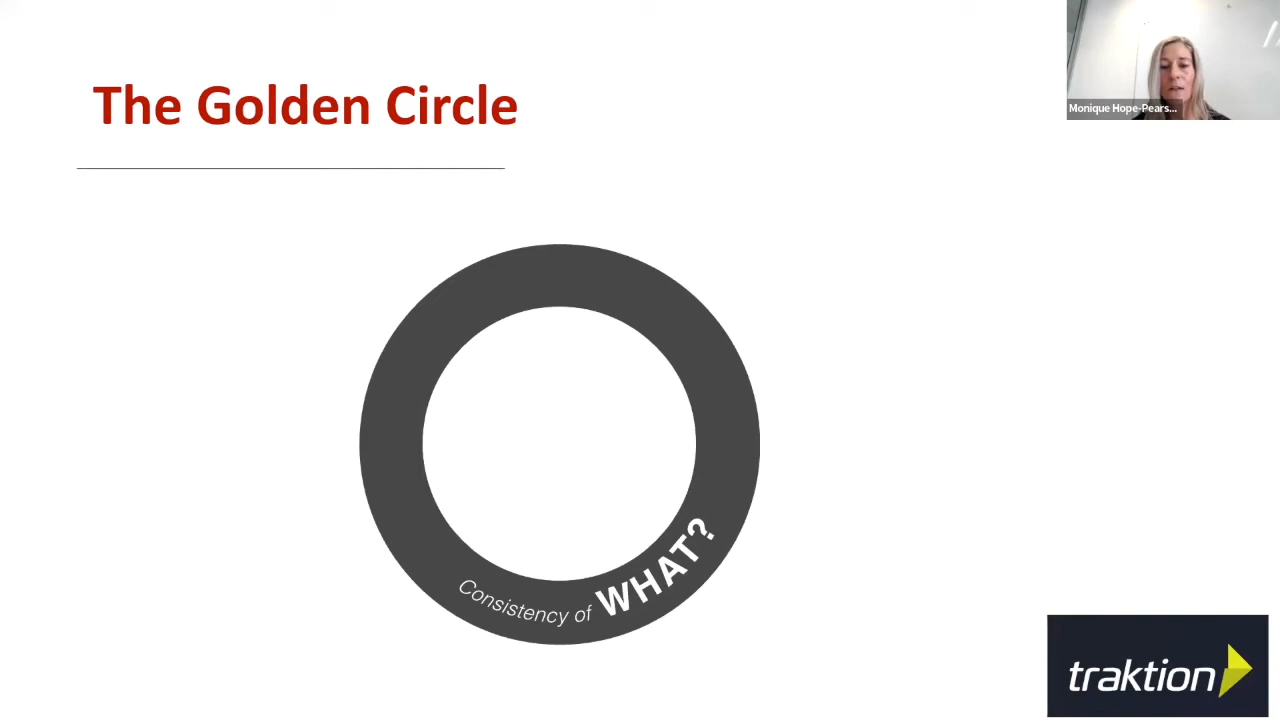 The Golden Circle
Monique Hope-Pears...
Consistency of WHAT?
traktion